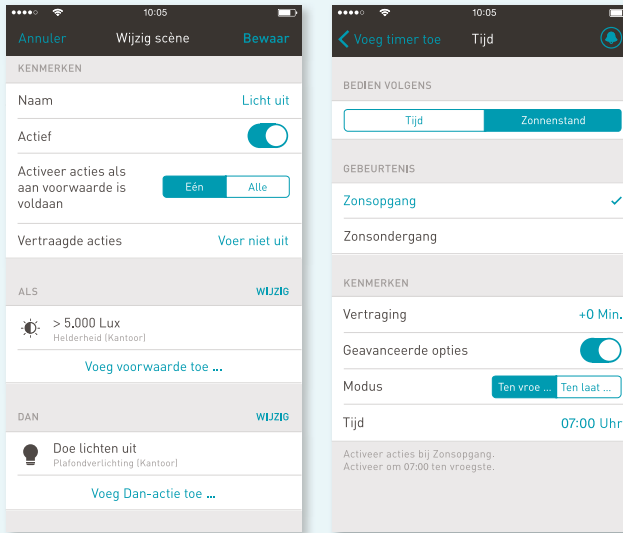 10:05
Annuler Wijzig scène Bewaar
KENMERKEN
Naam Licht uit
Actief
Activeer acties als
aan voorwaarde is
voldaan
Eén Alle
Vertraagde acties Voer niet uit
ALS WIJZIG
> 5.000 Lux
Helderheid (Kantoor)
Voeg voorwaarde toe ...
DAN WIJZIG
Doe lichten uit
Plafondverlichting (Kantoor)
Voeg Dan-actie toe ...
10:05
Voeg timer toe Tijd
BEDIEN VOLGENS
Tijd Zonnenstand
GEBEURTENIS
Zonsopgang
Zonsondergang
KENMERKEN
Vertraging +0 Min.
Geavanceerde opties
Modus Ten vroe ... Ten laat ...
Tijd 07:00 Uhr
Activeer acties bij Zonsopgang.
Activeer om 07:00 ten vroegste.